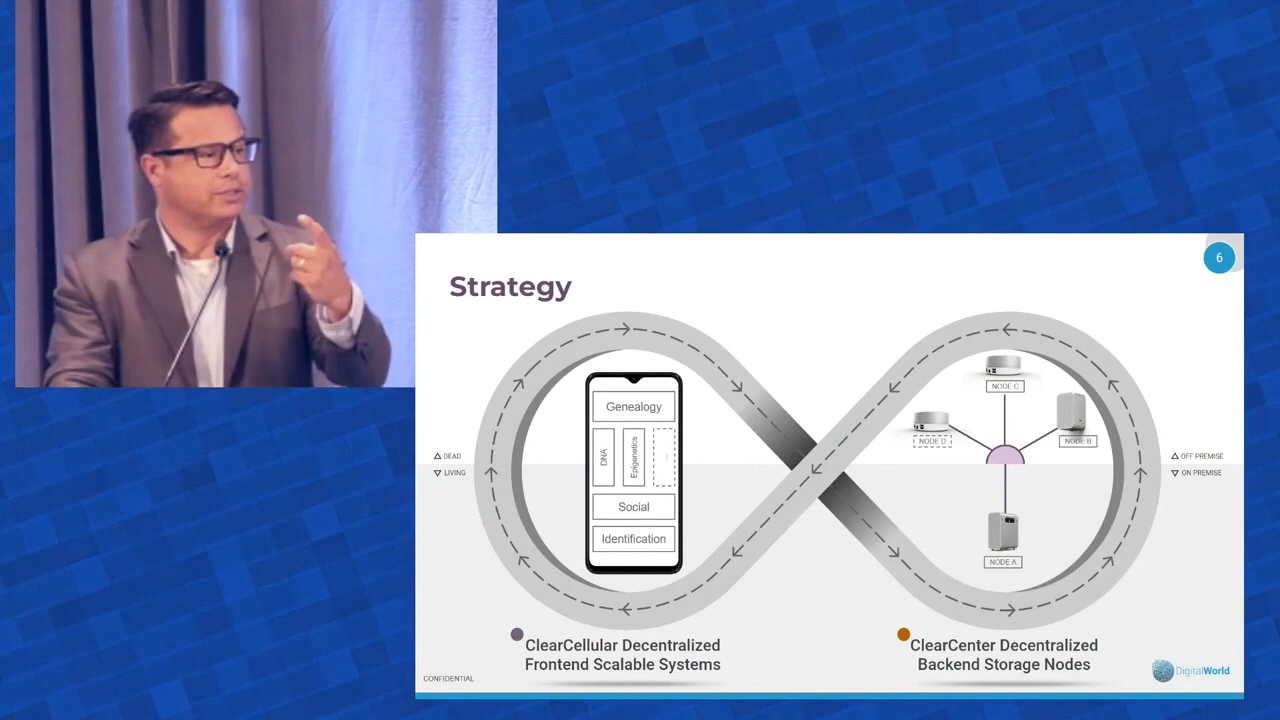 6
Strategy
Genealogy
DNA
Epigenetics
...
Social
Identification
△ DEAD
▽ LIVING
NODE C
NODE D
NODE B
NODE A
△ OFF PREMISE
▽ ON PREMISE
ClearCellular Decentralized
Frontend Scalable Systems
ClearCenter Decentralized
Backend Storage Nodes
CONFIDENTIAL
DigitalWorld